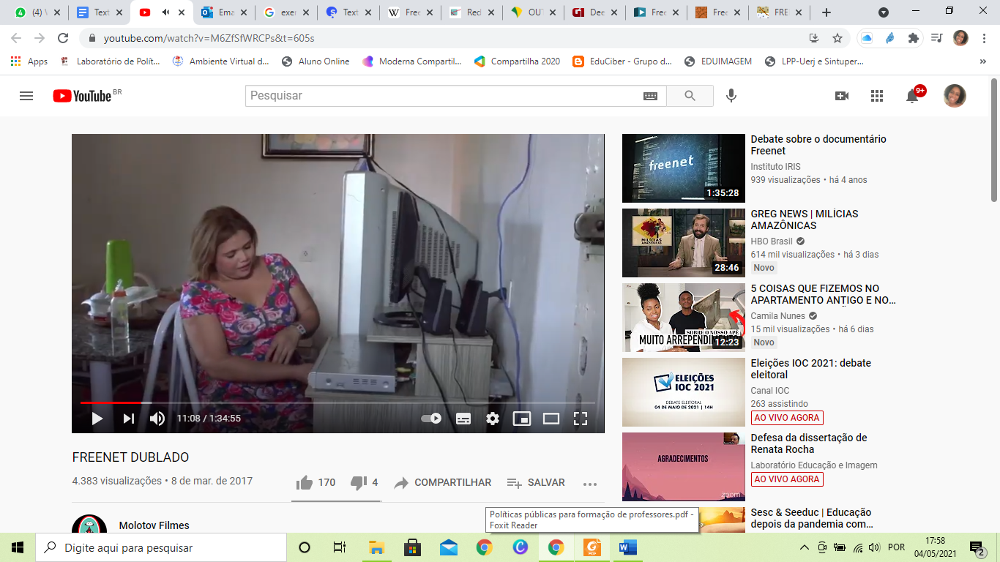 (4) V
Text
Ema
exer
Text
Free
Red
OUT
Dee
Free
Free
FRE
youtube.com/watch?v=M6ZfSfWRCPs&t=605s
Apps
Laboratório de Polít...
Ambiente Virtual d...
Aluno Online
Moderna Compartil...
Compartilha 2020
EduCiber - Grupo d...
EDUIMAGEM
LPP-Uerj e Sintuper...
»
YouTube BR
Pesquisar
9+
11:08 / 1:34:55
FREENET DUBLADO
4.383 visualizações • 8 de mar. de 2017
170
4
COMPARTILHAR
SALVAR
Molotov Filmes
freenet
1:35:28
Debate sobre o documentário
Freenet
Instituto IRIS
939 visualizações • há 4 anos
MILÍCIAS
AMAZÔNICAS
28:46
GREG NEWS | MILÍCIAS
AMAZÔNICAS
HBO Brasil
614 mil visualizações • há 3 dias
Novo
SOBRE O NOSSO APÊ
MUITO ARREPENDIMENTO
12:23
5 COISAS QUE FIZEMOS NO
APARTAMENTO ANTIGO E NO...
Camila Nunes
15 mil visualizações • há 6 dias
Novo
ELEIÇÕES
IOC 2021
DEBATE ELEITORAL
04 DE MAIO DE 2021 | 14H
Eleições IOC 2021: debate
eleitoral
Canal IOC
263 assistindo
AO VIVO AGORA
AGRADECIMENTOS
zoom
Defesa da dissertação de
Renata Rocha
Laboratório Educação e Imagem
AO VIVO AGORA
Sesc & Seeduc | Educação
depois da pandemia com...
Políticas públicas para formação de professores.pdf -
Foxit Reader
Digite aqui para pesquisar
POR
17:58
04/05/2021
2